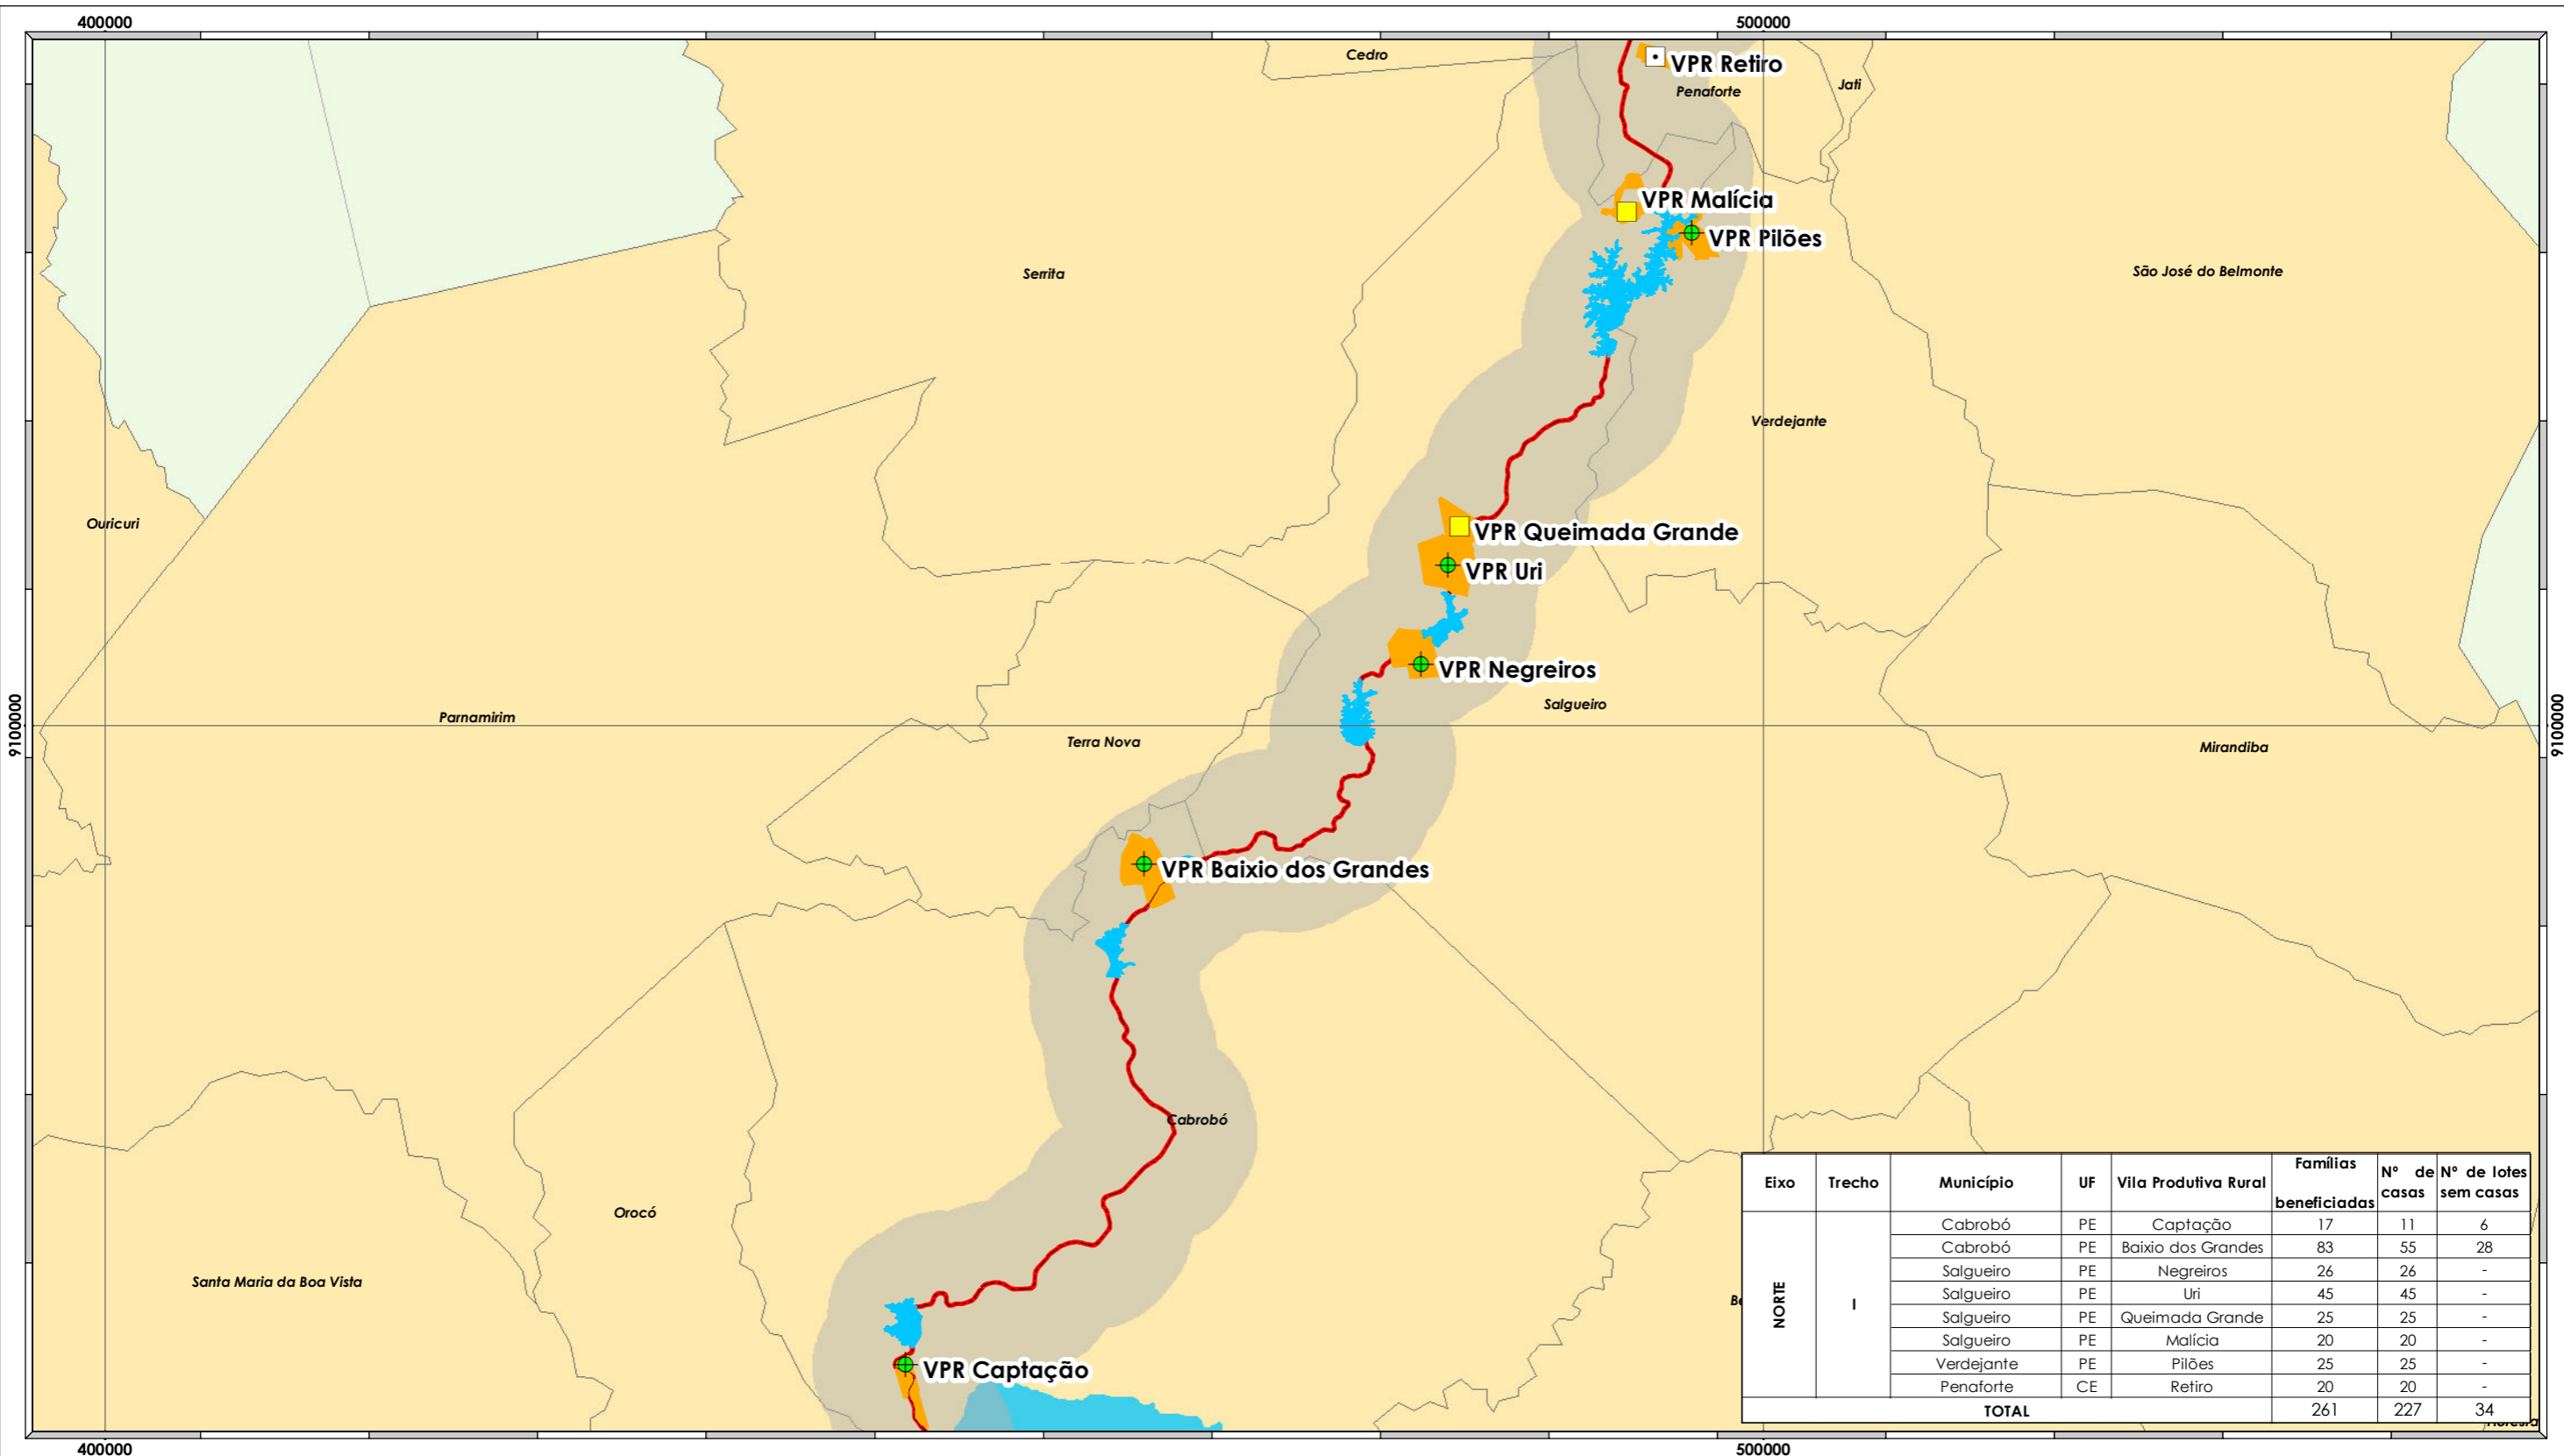 400000
500000
Cedro
VPR Retiro
Penaforte
Jati
VPR Malícia
VPR Pilões
Serrita
São José do Belmonte
Verdejante
Ouricuri
VPR Queimada Grande
VPR Uri
VPR Negreiros
Salgueiro
Parnamirim
Terra Nova
Mirandiba
9100000
9100000
VPR Baixio dos Grandes
Cabrobó
Orocó
Santa Maria da Boa Vista
VPR Captação
Eixo Trecho Município UF Vila Produtiva Rural Famílias beneficiadas Nº de casas Nº de lotes sem casas
NORTE I
Cabrobó PE Captação 17 11 6
Cabrobó PE Baixio dos Grandes 83 55 28
Salgueiro PE Negreiros 26 26 -
Salgueiro PE Uri 45 45 -
Salgueiro PE Queimada Grande 25 25 -
Salgueiro PE Malícia 20 20 -
Verdejante PE Pilões 25 25 -
Penaforte CE Retiro 20 20 -
TOTAL 261 227 34
400000
500000